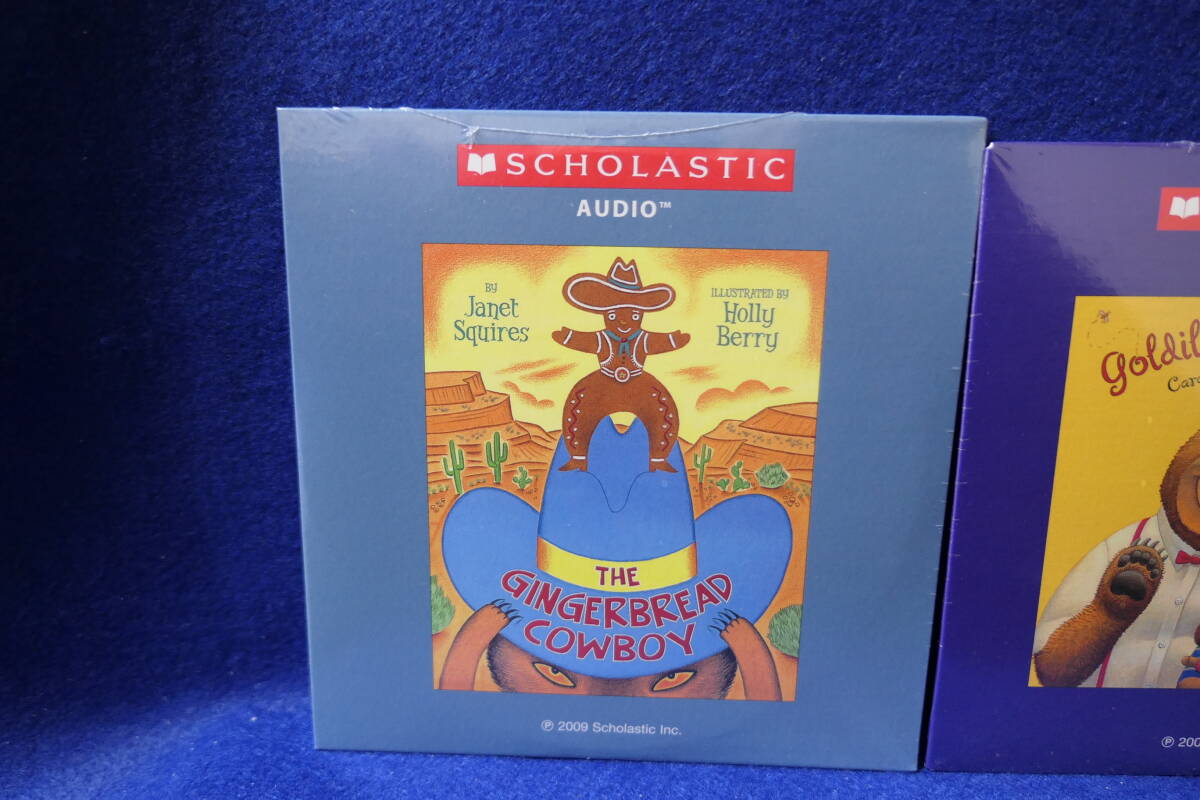 SCHOLASTIC
AUDIO™
BY
Janet
Squires
ILLUSTRATED BY
Holly
Berry
THE
GINGERBREAD
COWBOY
℗ 2009 Scholastic Inc.